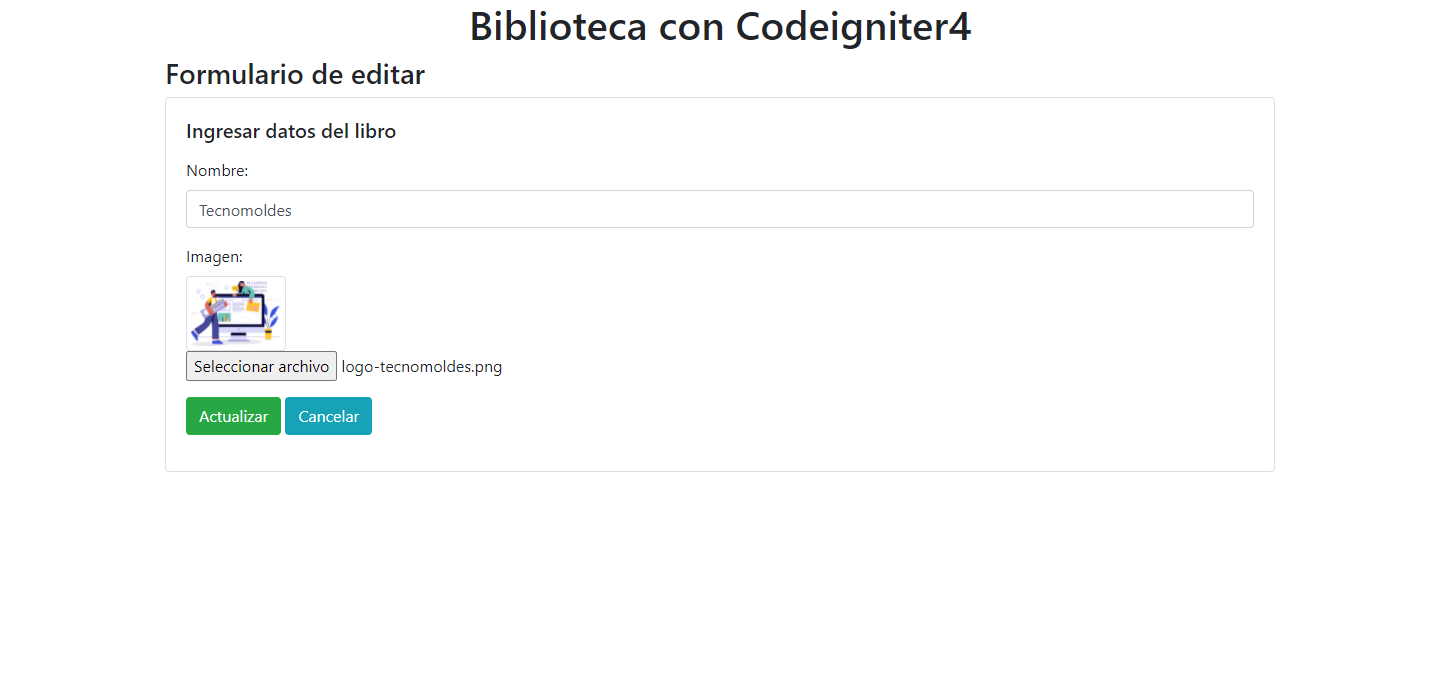 Biblioteca con Codeigniter4
Formulario de editar
Ingresar datos del libro
Nombre:
Tecnomoldes
Imagen:
Seleccionar archivo logo-tecnomoldes.png
Actualizar Cancelar